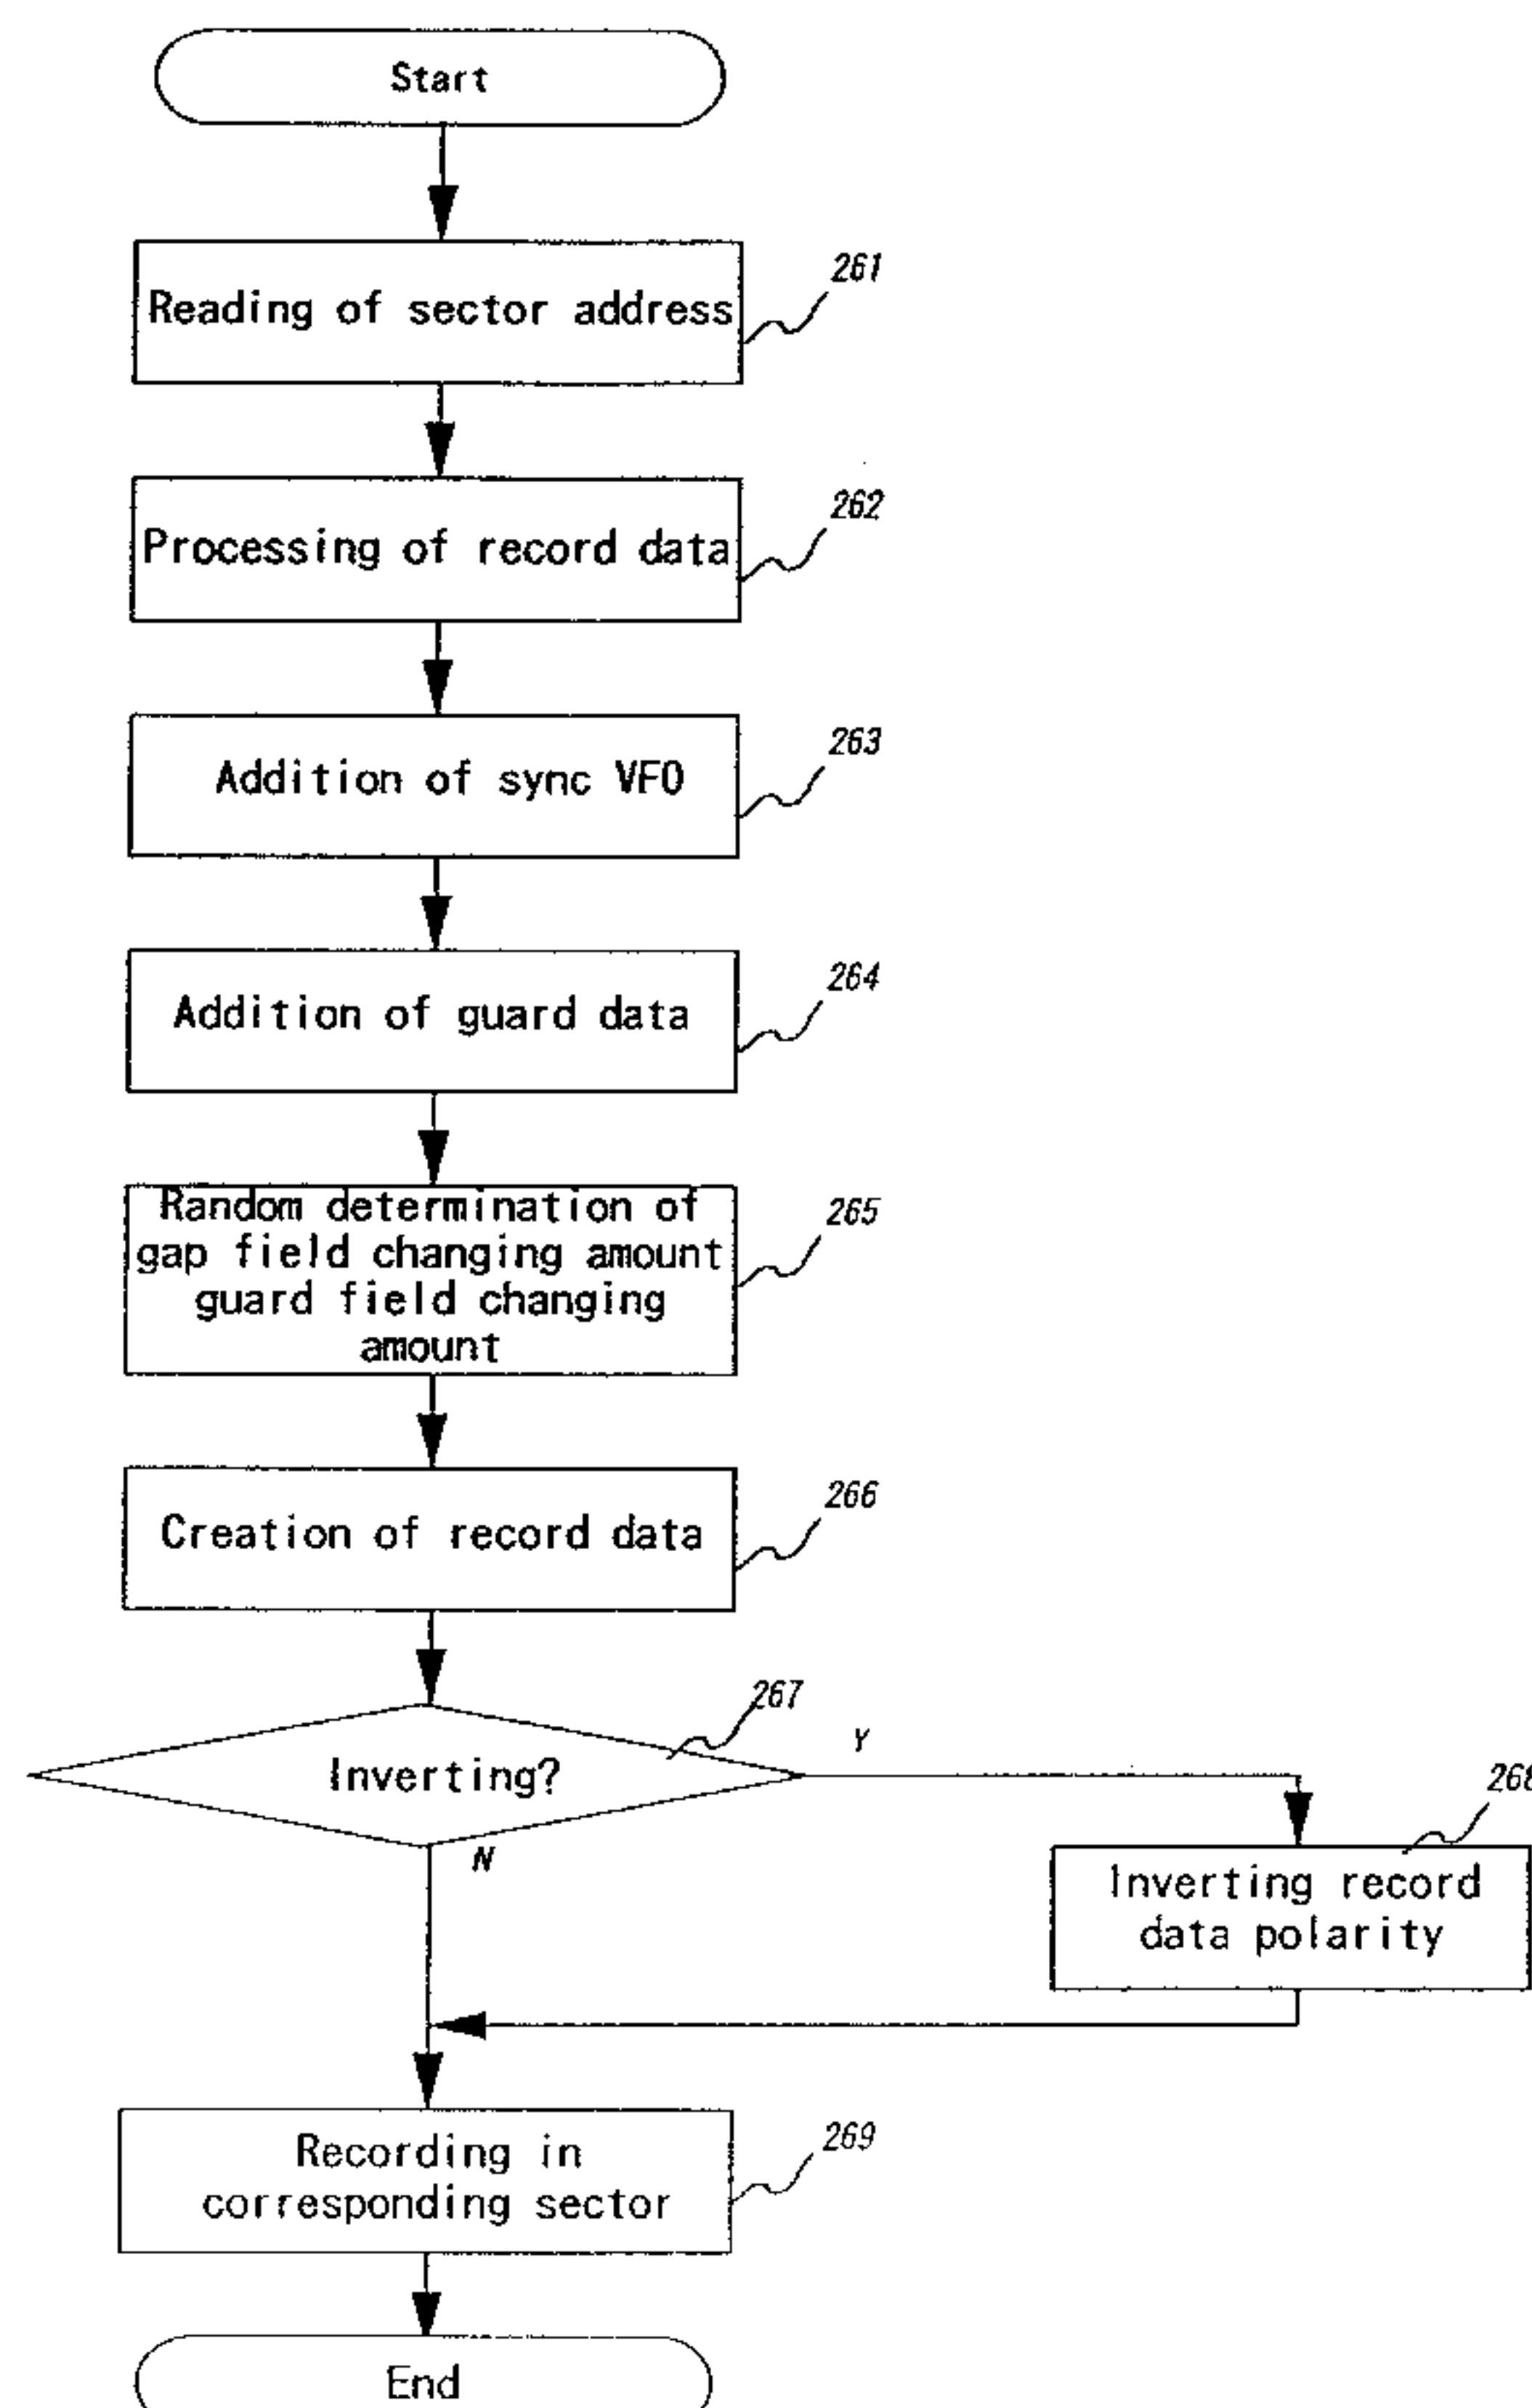 Start
Reading of sector address
261
Processing of record data
262
Addition of sync VFO
263
Addition of guard data
264
Random determination of
gap field changing amount
guard field changing
amount
265
Creation of record data
266
Inverting?
267
Y
N
Inverting record
data polarity
268
Recording in
corresponding sector
269
End